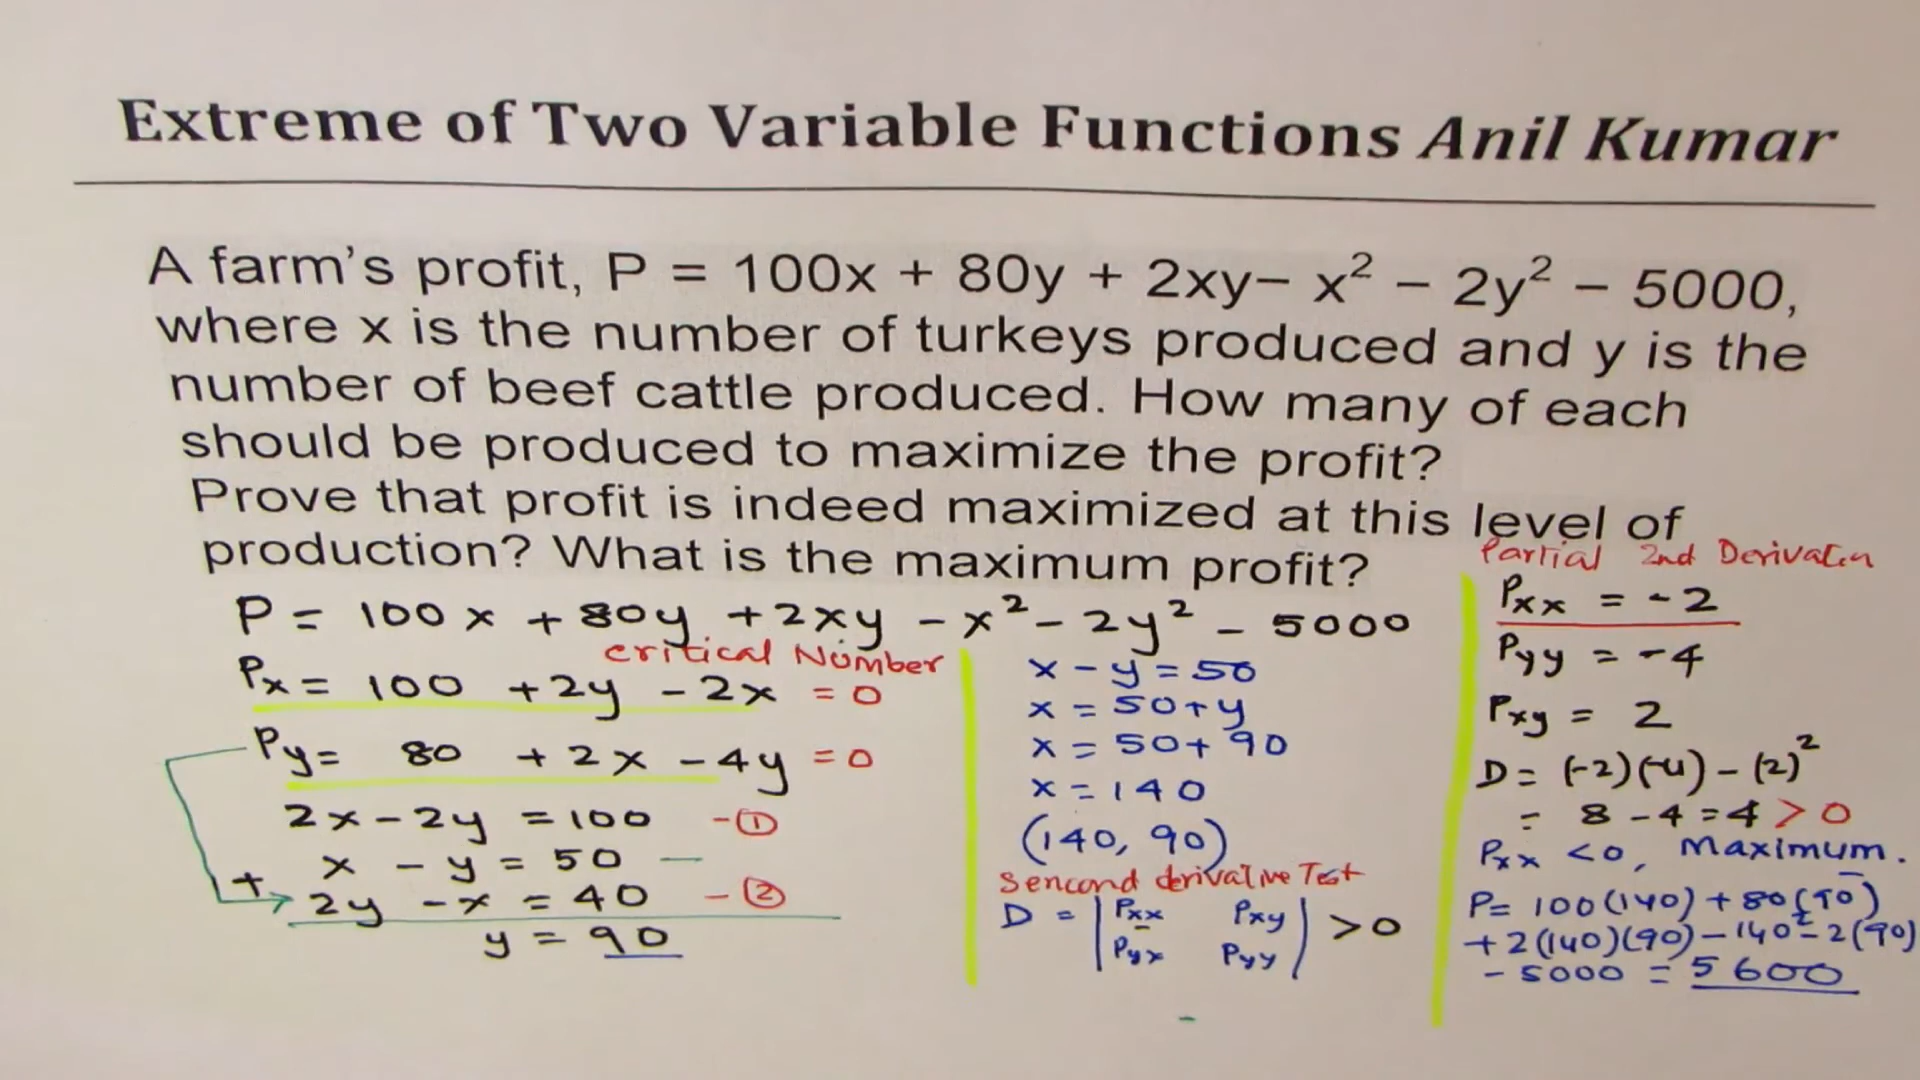 Extreme of Two Variable Functions Anil Kumar
A farm's profit, P = 100x + 80y + 2xy− x² − 2y² − 5000,
where x is the number of turkeys produced and y is the
number of beef cattle produced. How many of each
should be produced to maximize the profit?
Prove that profit is indeed maximized at this level of
production? What is the maximum profit?
P = 100x + 80y + 2xy − x² − 2y² − 5000
critical Number
Px = 100 + 2y − 2x = 0
Py = 80 + 2x − 4y = 0
2x − 2y = 100 − ①
x − y = 50 —
+ 2y − x = 40 − ②
y = 90
x − y = 50
x = 50 + y
x = 50 + 90
x = 140
(140, 90)
Sencond derivative Test
D = | Pxx Pxy | > 0
| Pyx Pyy |
Partial 2nd Derivative
Pxx = −2
Pyy = −4
Pxy = 2
D = (−2)(−4) − (2)²
= 8 − 4 = 4 > 0
Pxx < 0, Maximum.
P = 100(140) + 80(90)
+ 2(140)(90) − 140² − 2(90)
− 5000 = 5600